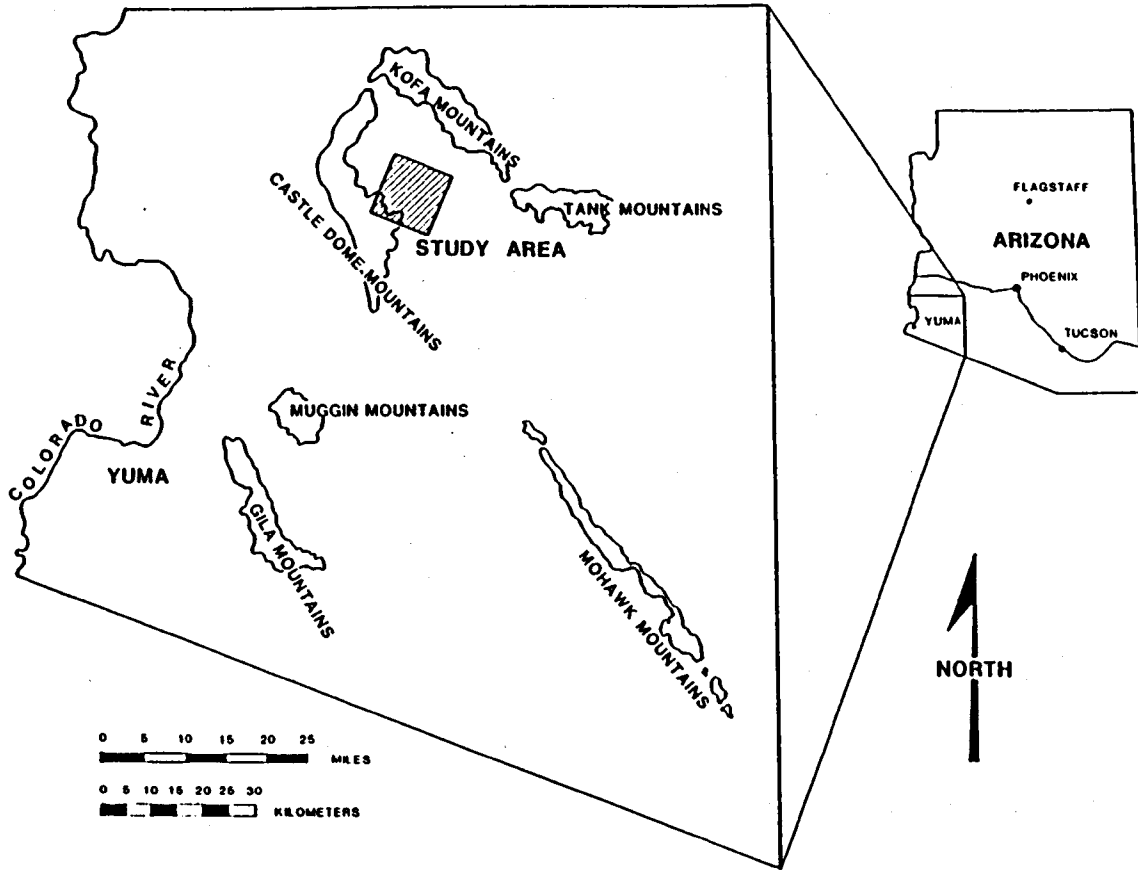 KOFA MOUNTAINS
CASTLE DOME MOUNTAINS
TANK MOUNTAINS
STUDY AREA
FLAGSTAFF
ARIZONA
PHOENIX
YUMA
TUCSON
COLORADO RIVER
MUGGIN MOUNTAINS
YUMA
GILA MOUNTAINS
MOHAWK MOUNTAINS
NORTH
0 5 10 15 20 25
MILES
0 5 10 15 20 25 30
KILOMETERS